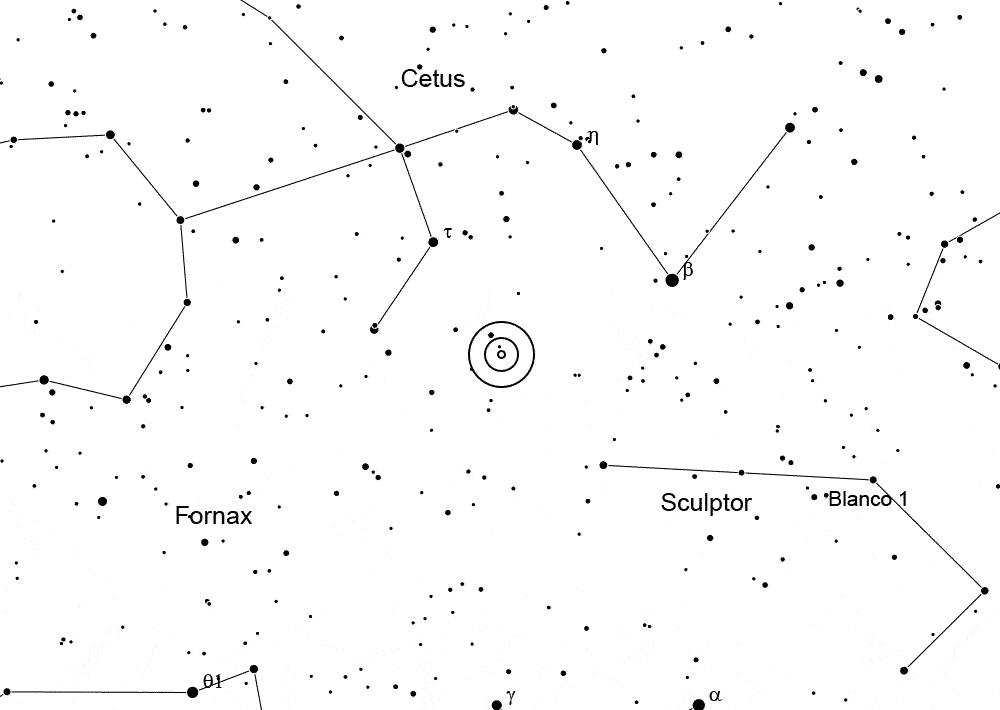 Cetus
η
τ
β
Blanco 1
Sculptor
Fornax
θ1
γ
α